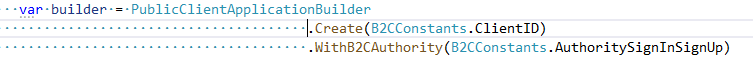 var builder = PublicClientApplicationBuilder
.Create(B2CConstants.ClientID)
.WithB2CAuthority(B2CConstants.AuthoritySignInSignUp)